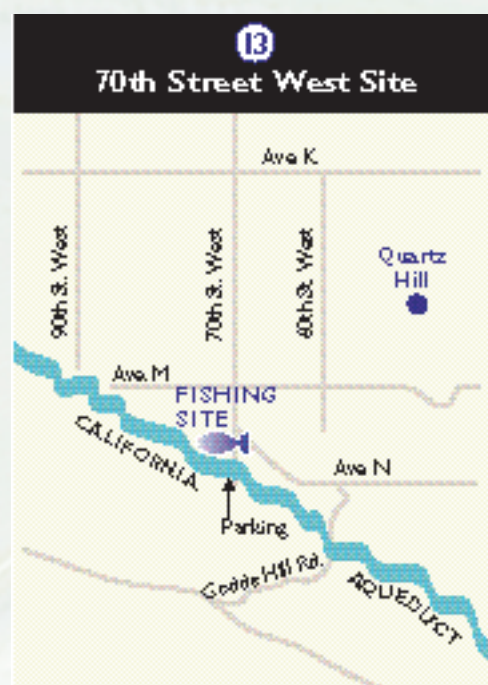 13
70th Street West Site
Ave K
90th St. West
70th St. West
60th St. West
Quartz
Hill
Ave M
FISHING
SITE
CALIFORNIA
Ave N
Parking
Godde Hill Rd.
AQUEDUCT